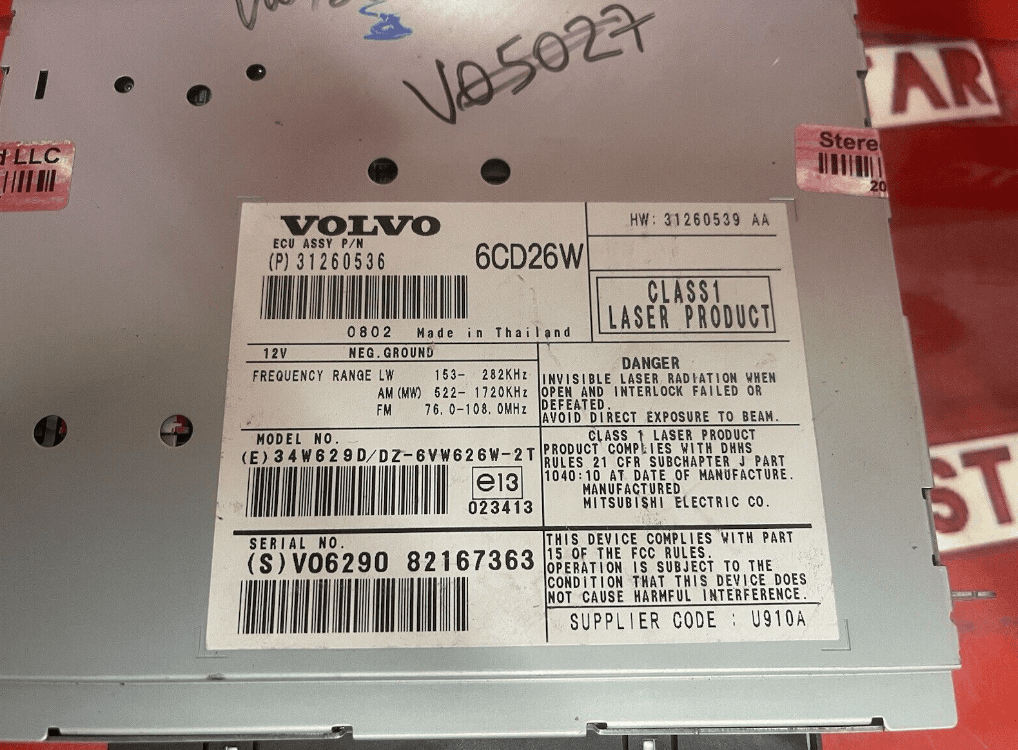 VO5027
AR
LLC
Stere
20
VOLVO
ECU ASSY P/N
(P) 31260536
6CD26W
HW: 31260539 AA
CLASS1
LASER PRODUCT
0802 Made in Thailand
12V NEG.GROUND
FREQUENCY RANGE LW 153- 282KHz
AM (MW) 522- 1720KHz
FM 76.0-108.0MHz
DANGER
INVISIBLE LASER RADIATION WHEN
OPEN AND INTERLOCK FAILED OR
DEFEATED.
AVOID DIRECT EXPOSURE TO BEAM.
MODEL NO.
(E)34W629D/DZ-6VW626W-2T
e13
023413
CLASS 1 LASER PRODUCT
PRODUCT COMPLIES WITH DHHS
RULES 21 CFR SUBCHAPTER J PART
1040:10 AT DATE OF MANUFACTURE.
MANUFACTURED
MITSUBISHI ELECTRIC CO.
SERIAL NO.
(S)VO6290 82167363
THIS DEVICE COMPLIES WITH PART
15 OF THE FCC RULES.
OPERATION IS SUBJECT TO THE
CONDITION THAT THIS DEVICE DOES
NOT CAUSE HARMFUL INTERFERENCE.
SUPPLIER CODE : U910A
ST